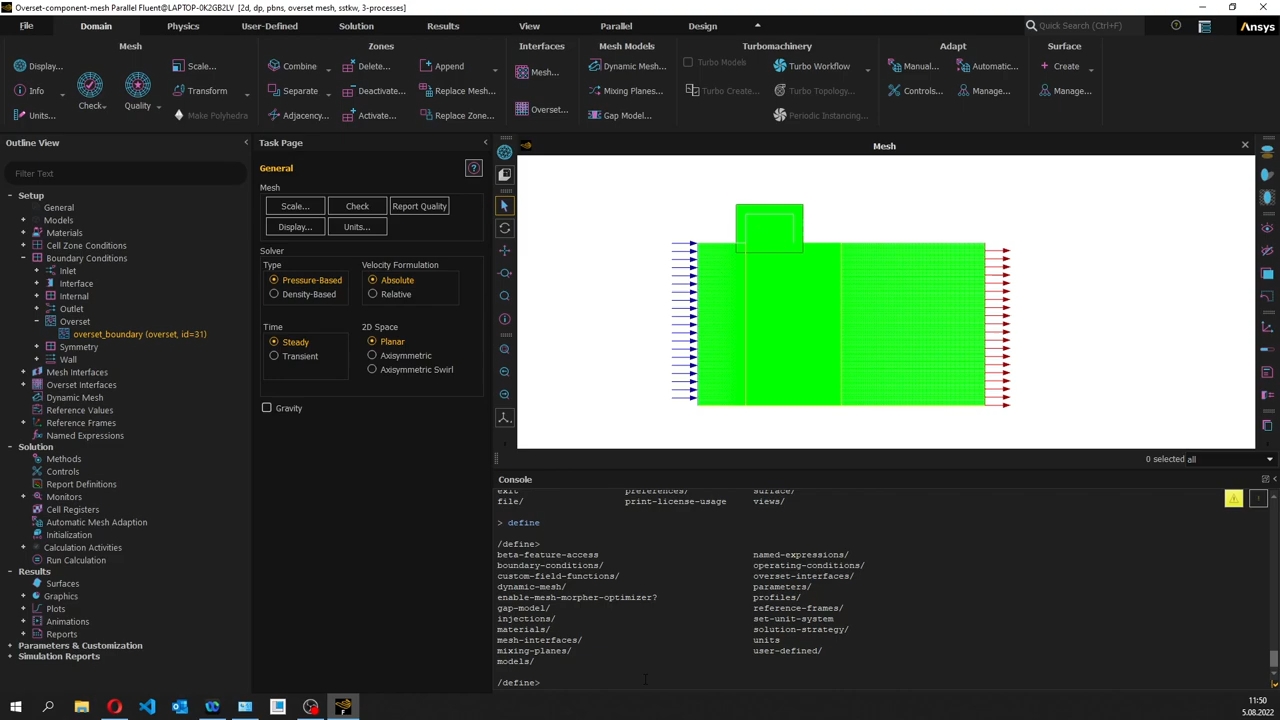 Overset-component-mesh Parallel Fluent@LAPTOP-0K2GB2LV [2d, dp, pbns, overset mesh, sstkw, 3-processes]
File Domain Physics User-Defined Solution Results View Parallel Design Quick Search (Ctrl+F) Ansys
Mesh Zones Interfaces Mesh Models Turbomachinery Adapt Surface
Display... Scale... Combine Delete... Append Mesh... Dynamic Mesh... Turbo Models Turbo Workflow Manual... Automatic... Create
Info Check Quality Transform Separate Deactivate... Replace Mesh... Mixing Planes... Turbo Create... Turbo Topology... Controls... Manage... Manage...
Units... Make Polyhedra Adjacency... Activate... Replace Zone... Overset... Gap Model... Periodic Instancing...
Outline View
Filter Text
Setup
General
Models
Materials
Cell Zone Conditions
Boundary Conditions
Inlet
Interface
Internal
Outlet
Overset
overset_boundary (overset, id=31)
Symmetry
Wall
Mesh Interfaces
Overset Interfaces
Dynamic Mesh
Reference Values
Reference Frames
Named Expressions
Solution
Methods
Controls
Report Definitions
Monitors
Cell Registers
Automatic Mesh Adaption
Initialization
Calculation Activities
Run Calculation
Results
Surfaces
Graphics
Plots
Animations
Reports
Parameters & Customization
Simulation Reports
Task Page
General
Mesh
Scale... Check Report Quality
Display... Units...
Solver
Type Velocity Formulation
Pressure-Based Absolute
Density-Based Relative
Time 2D Space
Steady Planar
Transient Axisymmetric
Axisymmetric Swirl
Gravity
Mesh
0 selected all
Console
exit preferences/ surface/
file/ print-license-usage views/
> define
/define>
beta-feature-access named-expressions/
boundary-conditions/ operating-conditions/
custom-field-functions/ overset-interfaces/
dynamic-mesh/ parameters/
enable-mesh-morpher-optimizer? profiles/
gap-model/ reference-frames/
injections/ set-unit-system
materials/ solution-strategy/
mesh-interfaces/ units
mixing-planes/ user-defined/
models/
/define>
11:50
5.08.2022